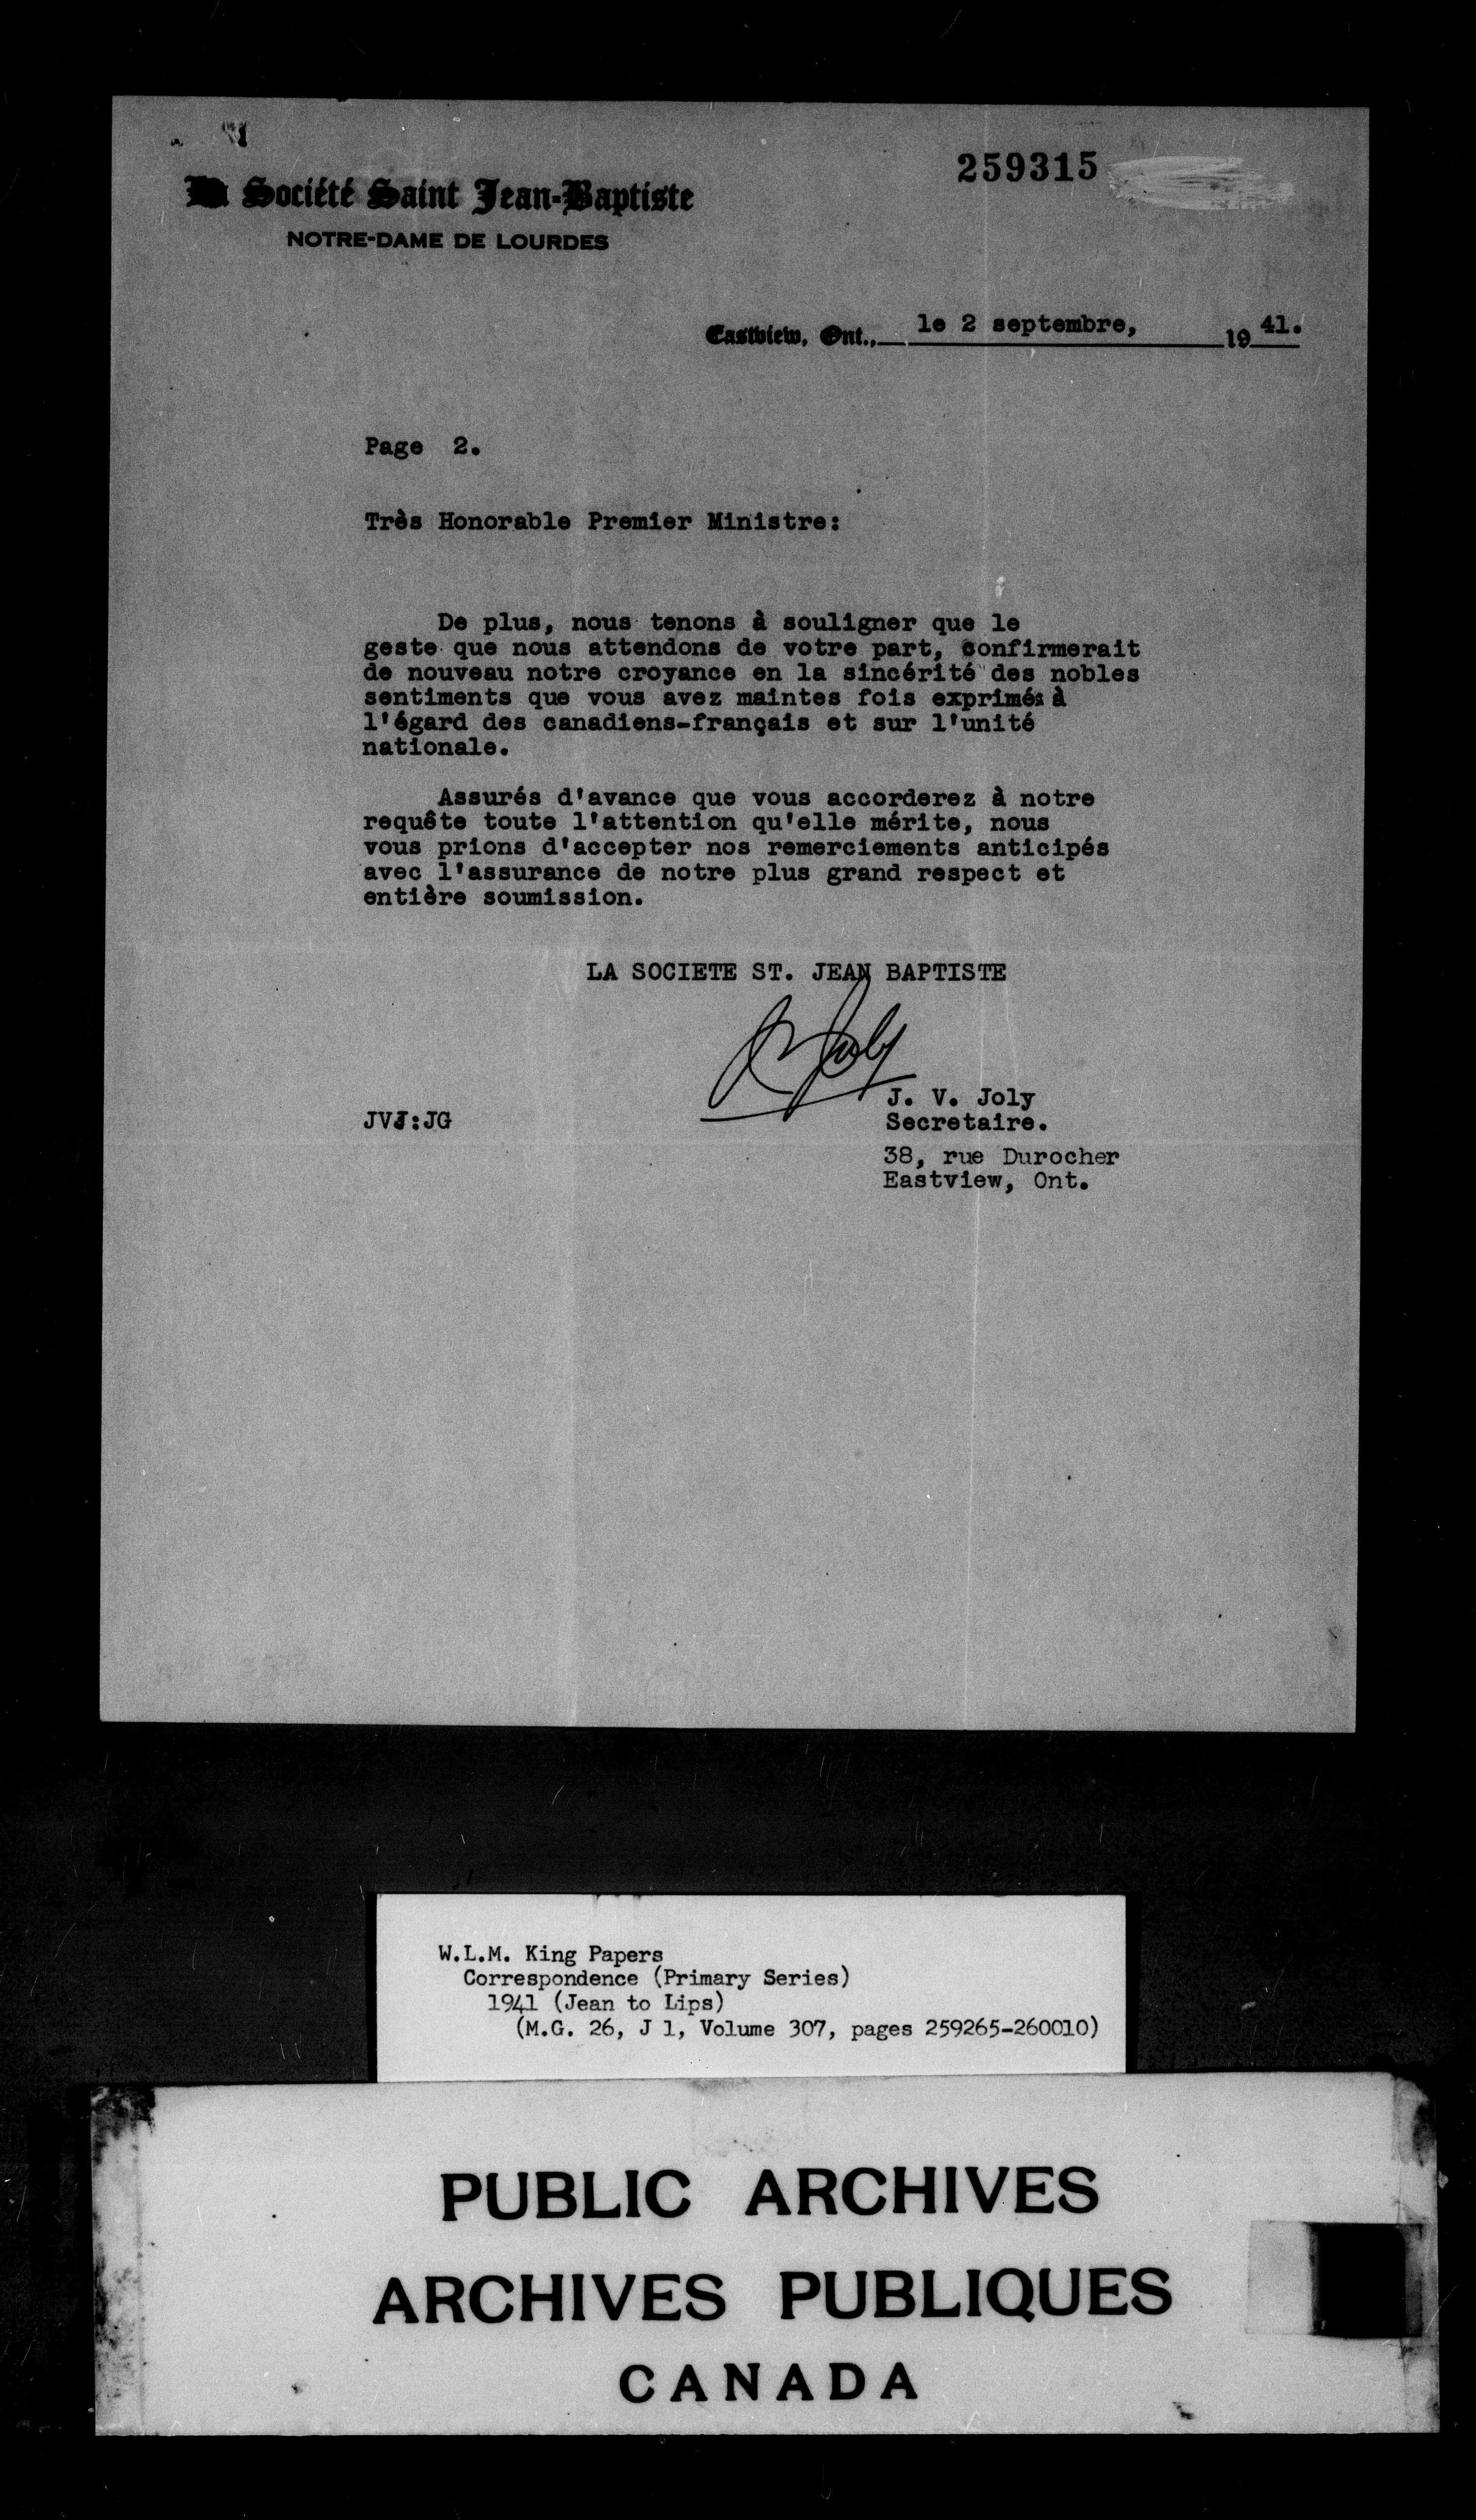 259315
La Société Saint Jean-Baptiste
NOTRE-DAME DE LOURDES
Eastview, Ont., le 2 septembre, 19 41.
Page 2.
Très Honorable Premier Ministre:
De plus, nous tenons à souligner que le
geste que nous attendons de votre part, confirmerait
de nouveau notre croyance en la sincérité des nobles
sentiments que vous avez maintes fois exprimés à
l'égard des canadiens-français et sur l'unité
nationale.
Assurés d'avance que vous accorderez à notre
requête toute l'attention qu'elle mérite, nous
vous prions d'accepter nos remerciements anticipés
avec l'assurance de notre plus grand respect et
entière soumission.
LA SOCIETE ST. JEAN BAPTISTE
J. V. Joly
JVJ:JG
Secretaire.
38, rue Durocher
Eastview, Ont.
W.L.M. King Papers
Correspondence (Primary Series)
1941 (Jean to Lips)
(M.G. 26, J 1, Volume 307, pages 259265-260010)
PUBLIC ARCHIVES
ARCHIVES PUBLIQUES
CANADA